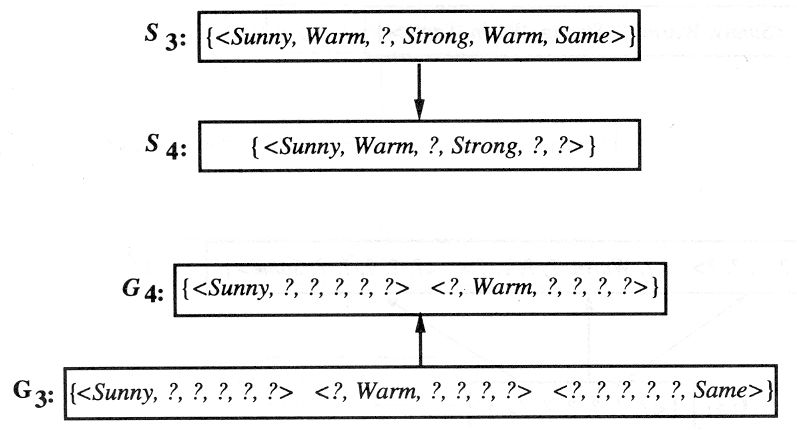 S 3: {<Sunny, Warm, ?, Strong, Warm, Same>}
S 4: {<Sunny, Warm, ?, Strong, ?, ?>}
G 4: {<Sunny, ?, ?, ?, ?, ?> <?, Warm, ?, ?, ?, ?>}
G 3: {<Sunny, ?, ?, ?, ?, ?> <?, Warm, ?, ?, ?, ?> <?, ?, ?, ?, ?, Same>}